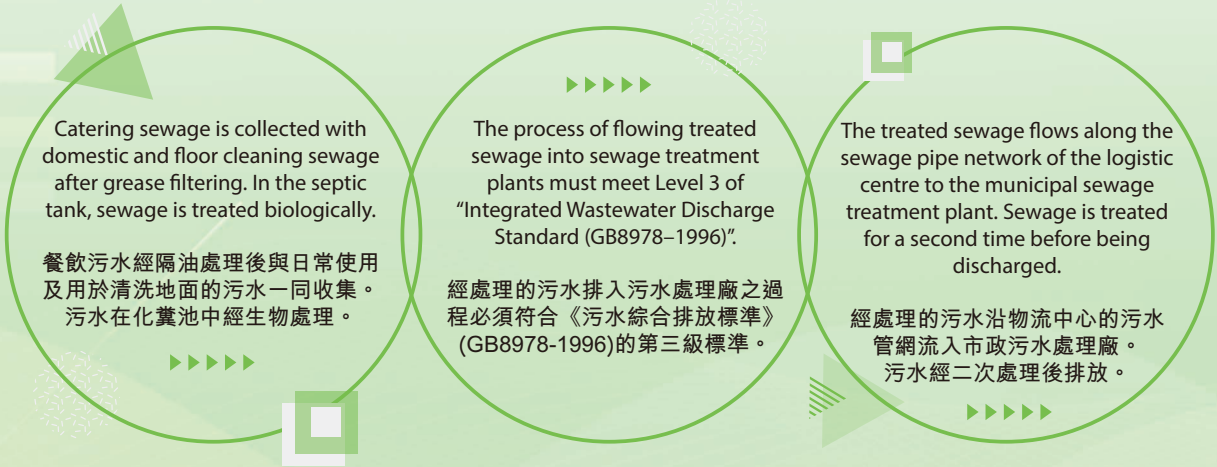 Catering sewage is collected with
domestic and floor cleaning sewage
after grease filtering. In the septic
tank, sewage is treated biologically.
餐飲污水經隔油處理後與日常使用
及用於清洗地面的污水一同收集。
污水在化糞池中經生物處理。
The process of flowing treated
sewage into sewage treatment
plants must meet Level 3 of
“Integrated Wastewater Discharge
Standard (GB8978–1996)”.
經處理的污水排入污水處理廠之過
程必須符合《污水綜合排放標準》
(GB8978-1996)的第三級標準。
The treated sewage flows along the
sewage pipe network of the logistic
centre to the municipal sewage
treatment plant. Sewage is treated
for a second time before being
discharged.
經處理的污水沿物流中心的污水
管網流入市政污水處理廠。
污水經二次處理後排放。